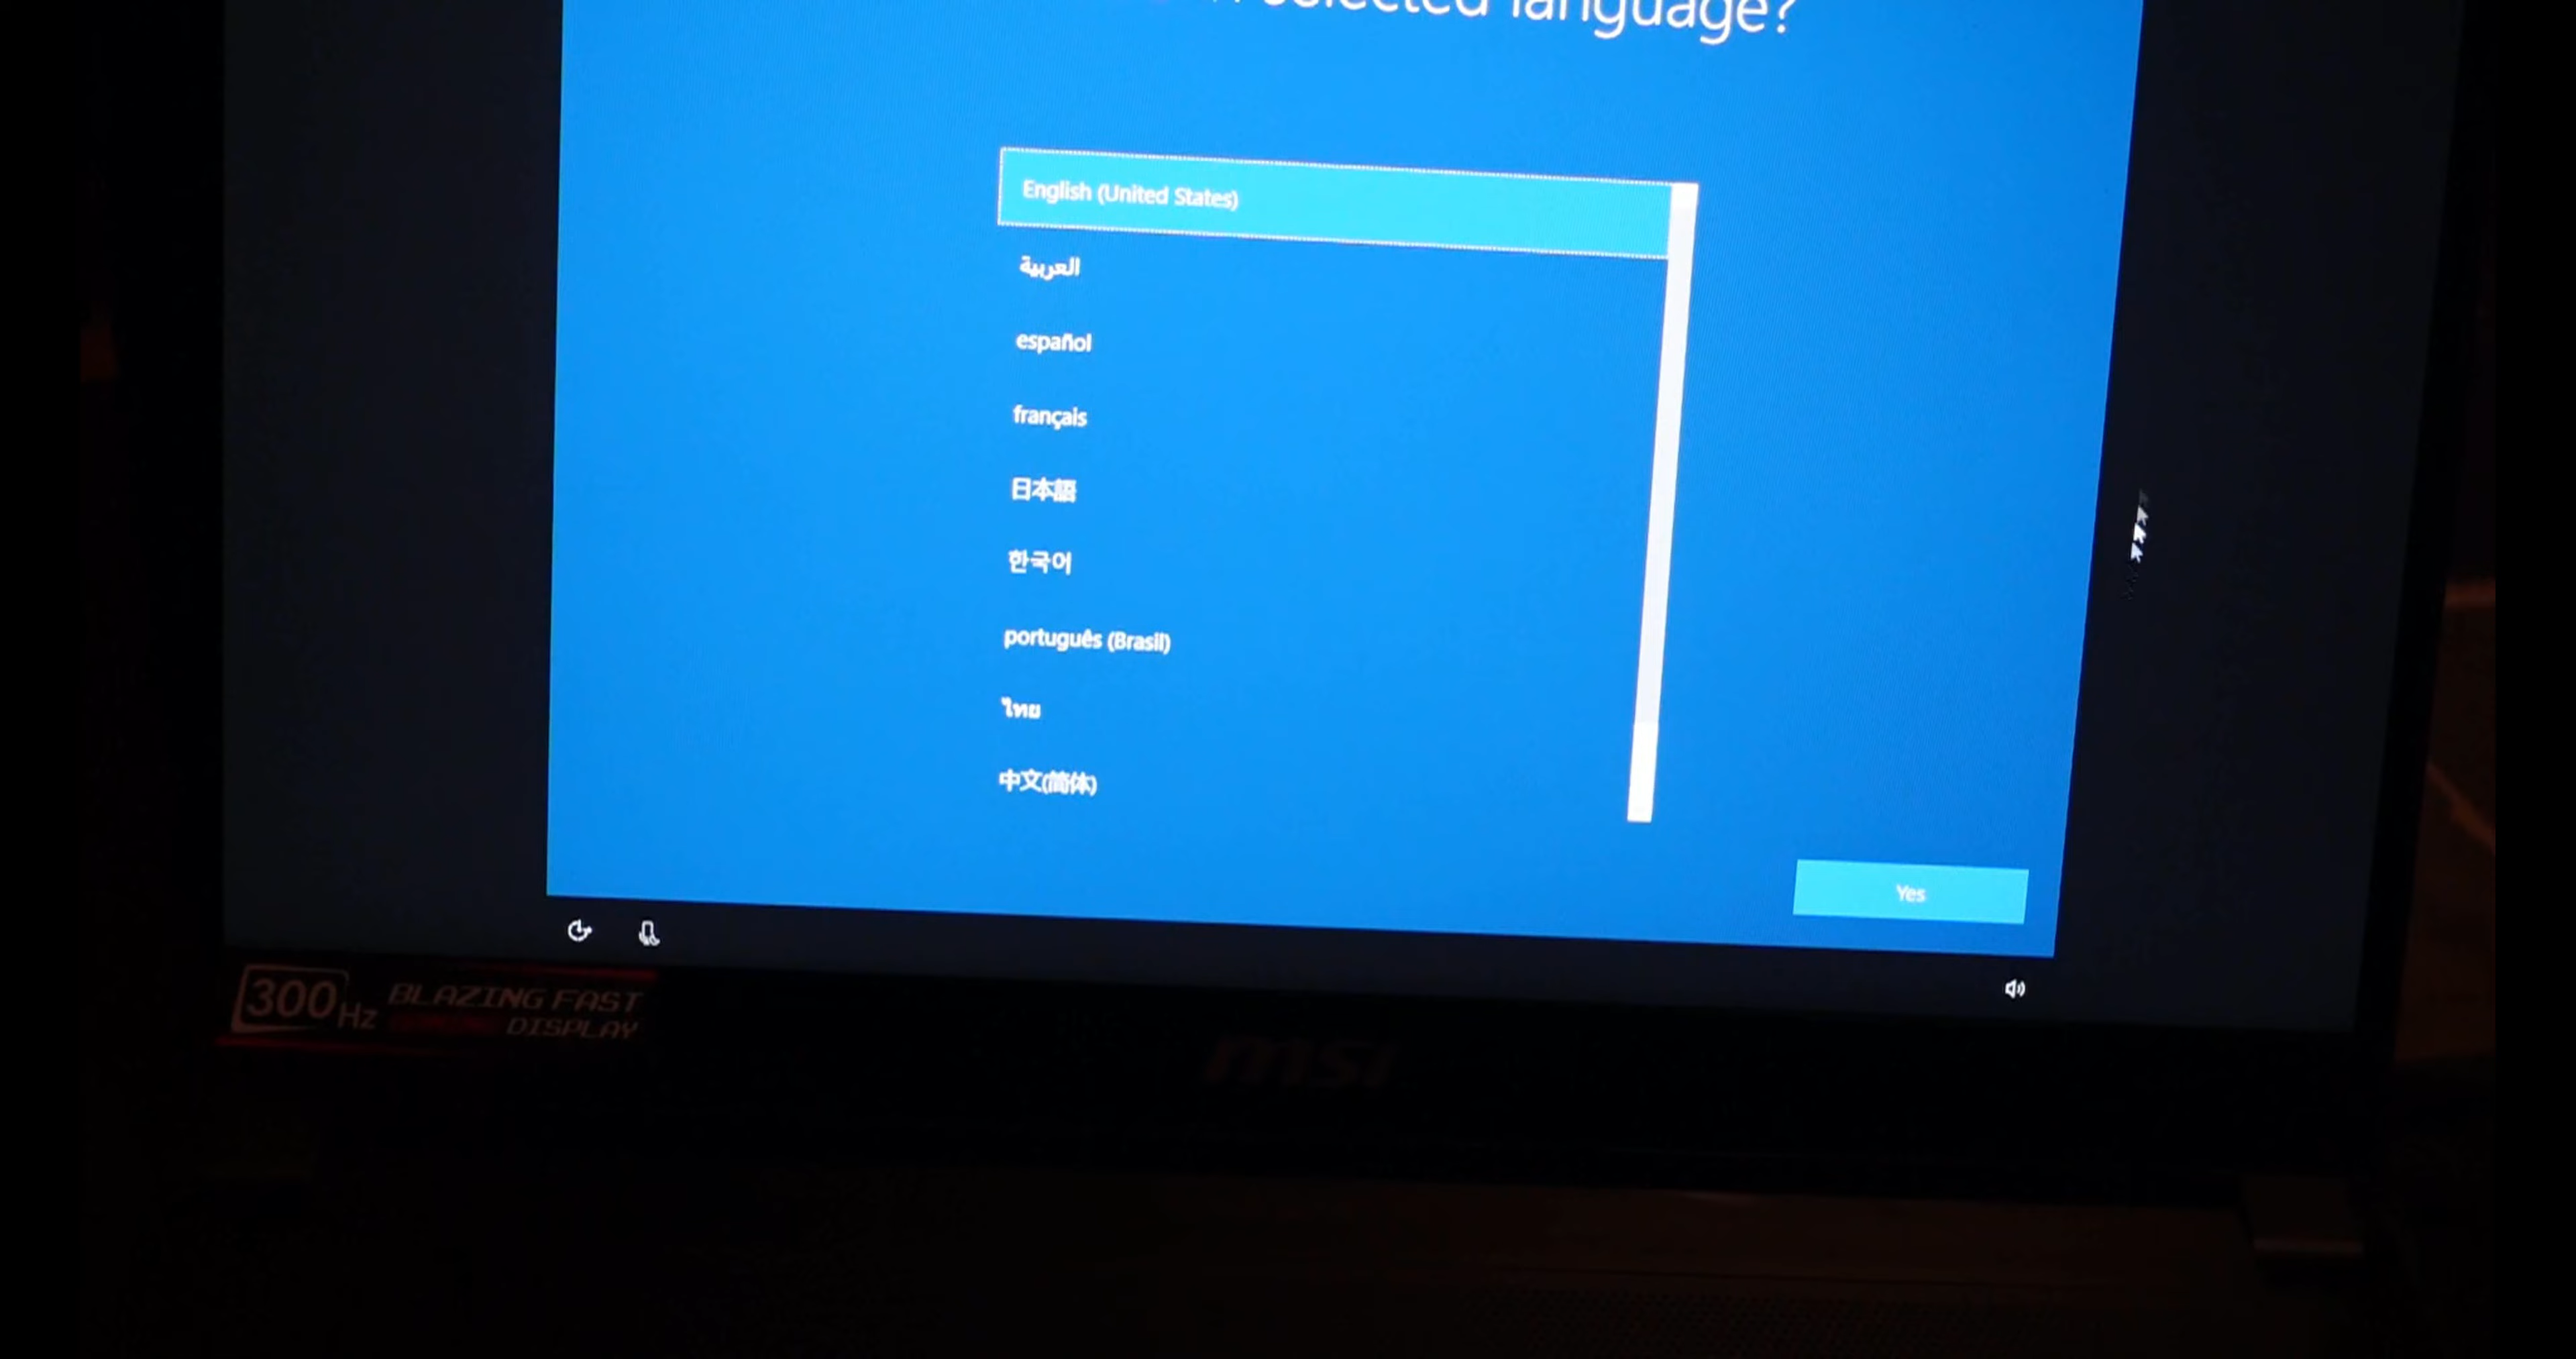 selected language?
English (United States)
العربية
español
français
日本語
한국어
português (Brasil)
ไทย
中文(简体)
Yes
300Hz BLAZING FAST
DISPLAY
msi